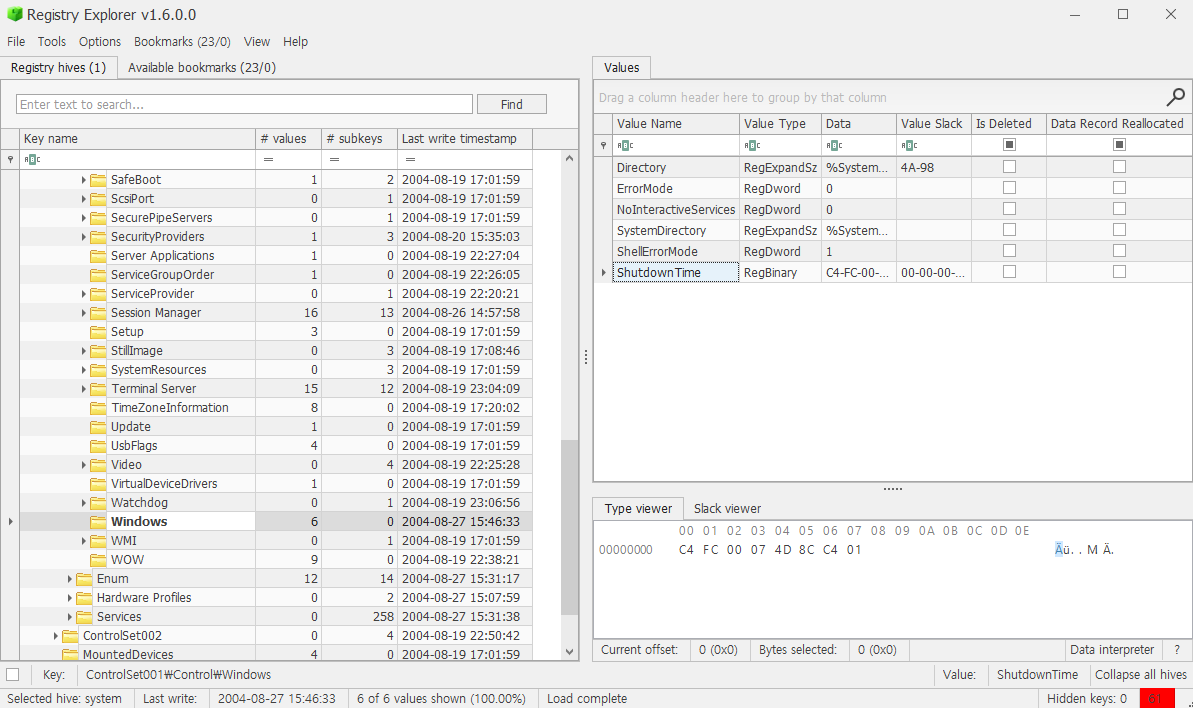 Registry Explorer v1.6.0.0
File Tools Options Bookmarks (23/0) View Help
Registry hives (1) Available bookmarks (23/0)
Enter text to search... Find
Key name # values # subkeys Last write timestamp
SafeBoot 1 2 2004-08-19 17:01:59
ScsiPort 0 1 2004-08-19 17:01:59
SecurePipeServers 0 1 2004-08-19 17:01:59
SecurityProviders 1 3 2004-08-20 15:35:03
Server Applications 1 0 2004-08-19 22:27:04
ServiceGroupOrder 1 0 2004-08-19 22:26:05
ServiceProvider 0 1 2004-08-19 22:20:21
Session Manager 16 13 2004-08-26 14:57:58
Setup 3 0 2004-08-19 17:01:59
StillImage 0 3 2004-08-19 17:08:46
SystemResources 0 3 2004-08-19 17:01:59
Terminal Server 15 12 2004-08-19 23:04:09
TimeZoneInformation 8 0 2004-08-19 17:20:02
Update 1 0 2004-08-19 17:01:59
UsbFlags 4 0 2004-08-19 17:01:59
Video 0 4 2004-08-19 22:25:28
VirtualDeviceDrivers 1 0 2004-08-19 17:01:59
Watchdog 0 1 2004-08-19 23:06:56
Windows 6 0 2004-08-27 15:46:33
WMI 0 1 2004-08-19 17:01:59
WOW 9 0 2004-08-19 22:38:21
Enum 12 14 2004-08-27 15:31:17
Hardware Profiles 0 2 2004-08-27 15:07:59
Services 0 258 2004-08-27 15:31:38
ControlSet002 0 4 2004-08-19 22:50:42
MountedDevices 4 0 2004-08-19 17:01:59
Values
Drag a column header here to group by that column
Value Name Value Type Data Value Slack Is Deleted Data Record Reallocated
Directory RegExpandSz %System... 4A-98
ErrorMode RegDword 0
NoInteractiveServices RegDword 0
SystemDirectory RegExpandSz %System...
ShellErrorMode RegDword 1
ShutdownTime RegBinary C4-FC-00-... 00-00-00-...
Type viewer Slack viewer
00 01 02 03 04 05 06 07 08 09 0A 0B 0C 0D 0E
00000000 C4 FC 00 07 4D 8C C4 01 Äü..M Ä.
Current offset: 0 (0x0) Bytes selected: 0 (0x0) Data interpreter ?
Key: ControlSet001₩Control₩Windows Value: ShutdownTime Collapse all hives
Selected hive: system Last write: 2004-08-27 15:46:33 6 of 6 values shown (100.00%) Load complete Hidden keys: 0 61